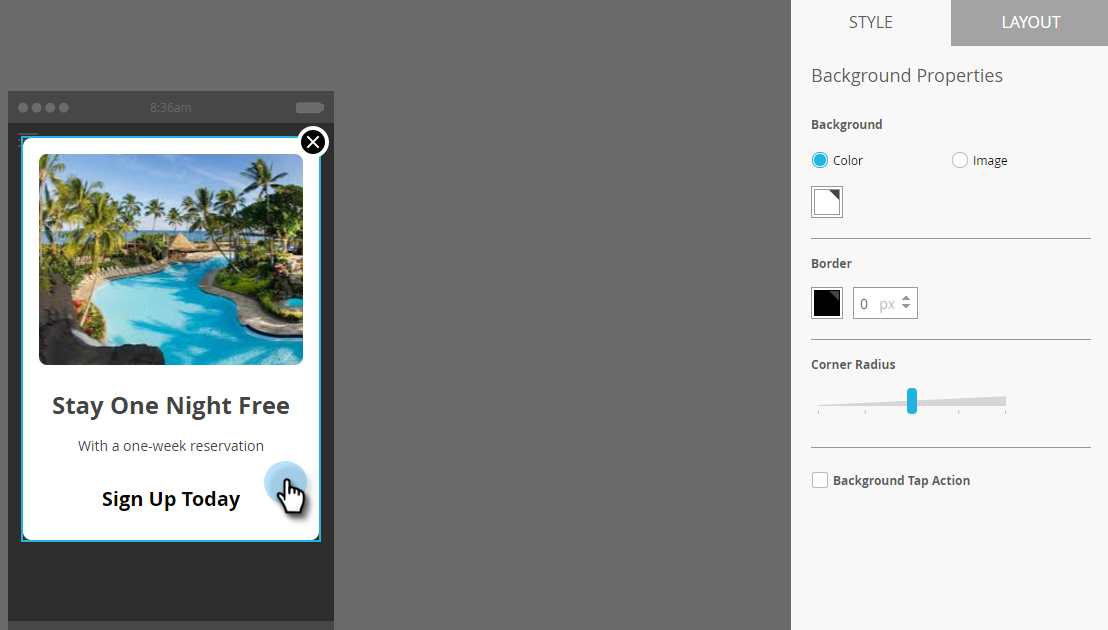 STYLE
LAYOUT
Background Properties
Background
Color
Image
Border
0 px
Corner Radius
Background Tap Action
8:36am
Stay One Night Free
With a one-week reservation
Sign Up Today